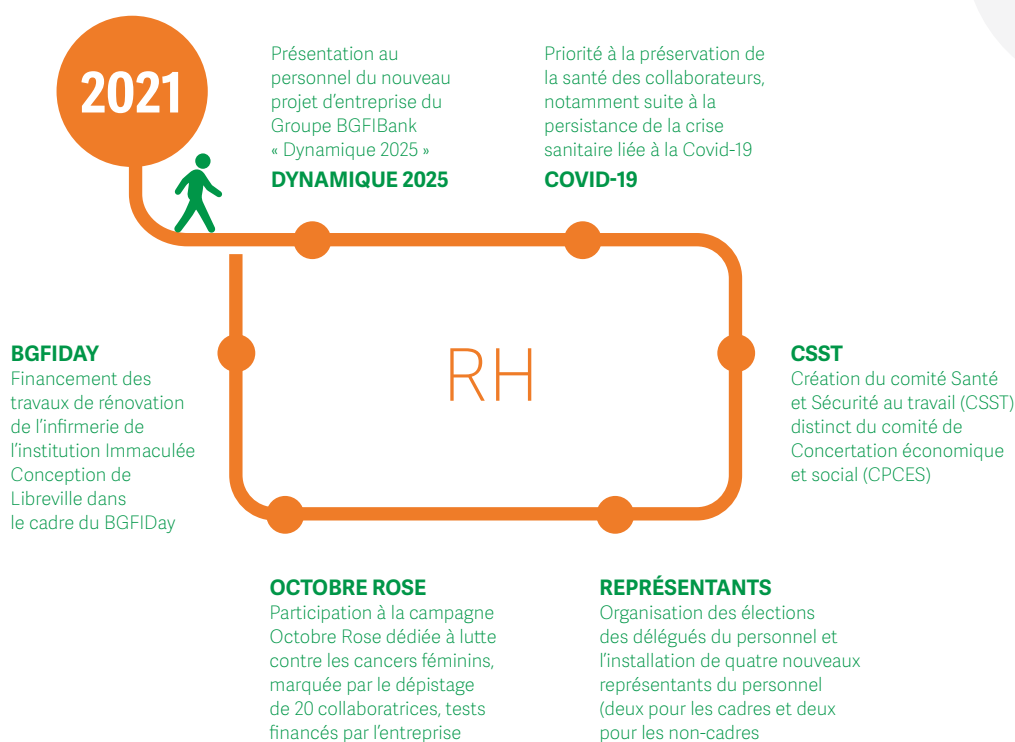 2021
Présentation au
personnel du nouveau
projet d'entreprise du
Groupe BGFIBank
« Dynamique 2025 »
DYNAMIQUE 2025
Priorité à la préservation de
la santé des collaborateurs,
notamment suite à la
persistance de la crise
sanitaire liée à la Covid-19
COVID-19
RH
CSST
Création du comité Santé
et Sécurité au travail (CSST)
distinct du comité de
Concertation économique
et social (CPCES)
REPRÉSENTANTS
Organisation des élections
des délégués du personnel et
l'installation de quatre nouveaux
représentants du personnel
(deux pour les cadres et deux
pour les non-cadres
OCTOBRE ROSE
Participation à la campagne
Octobre Rose dédiée à lutte
contre les cancers féminins,
marquée par le dépistage
de 20 collaboratrices, tests
financés par l'entreprise
BGFIDAY
Financement des
travaux de rénovation
de l'infirmerie de
l'institution Immaculée
Conception de
Libreville dans
le cadre du BGFIDay